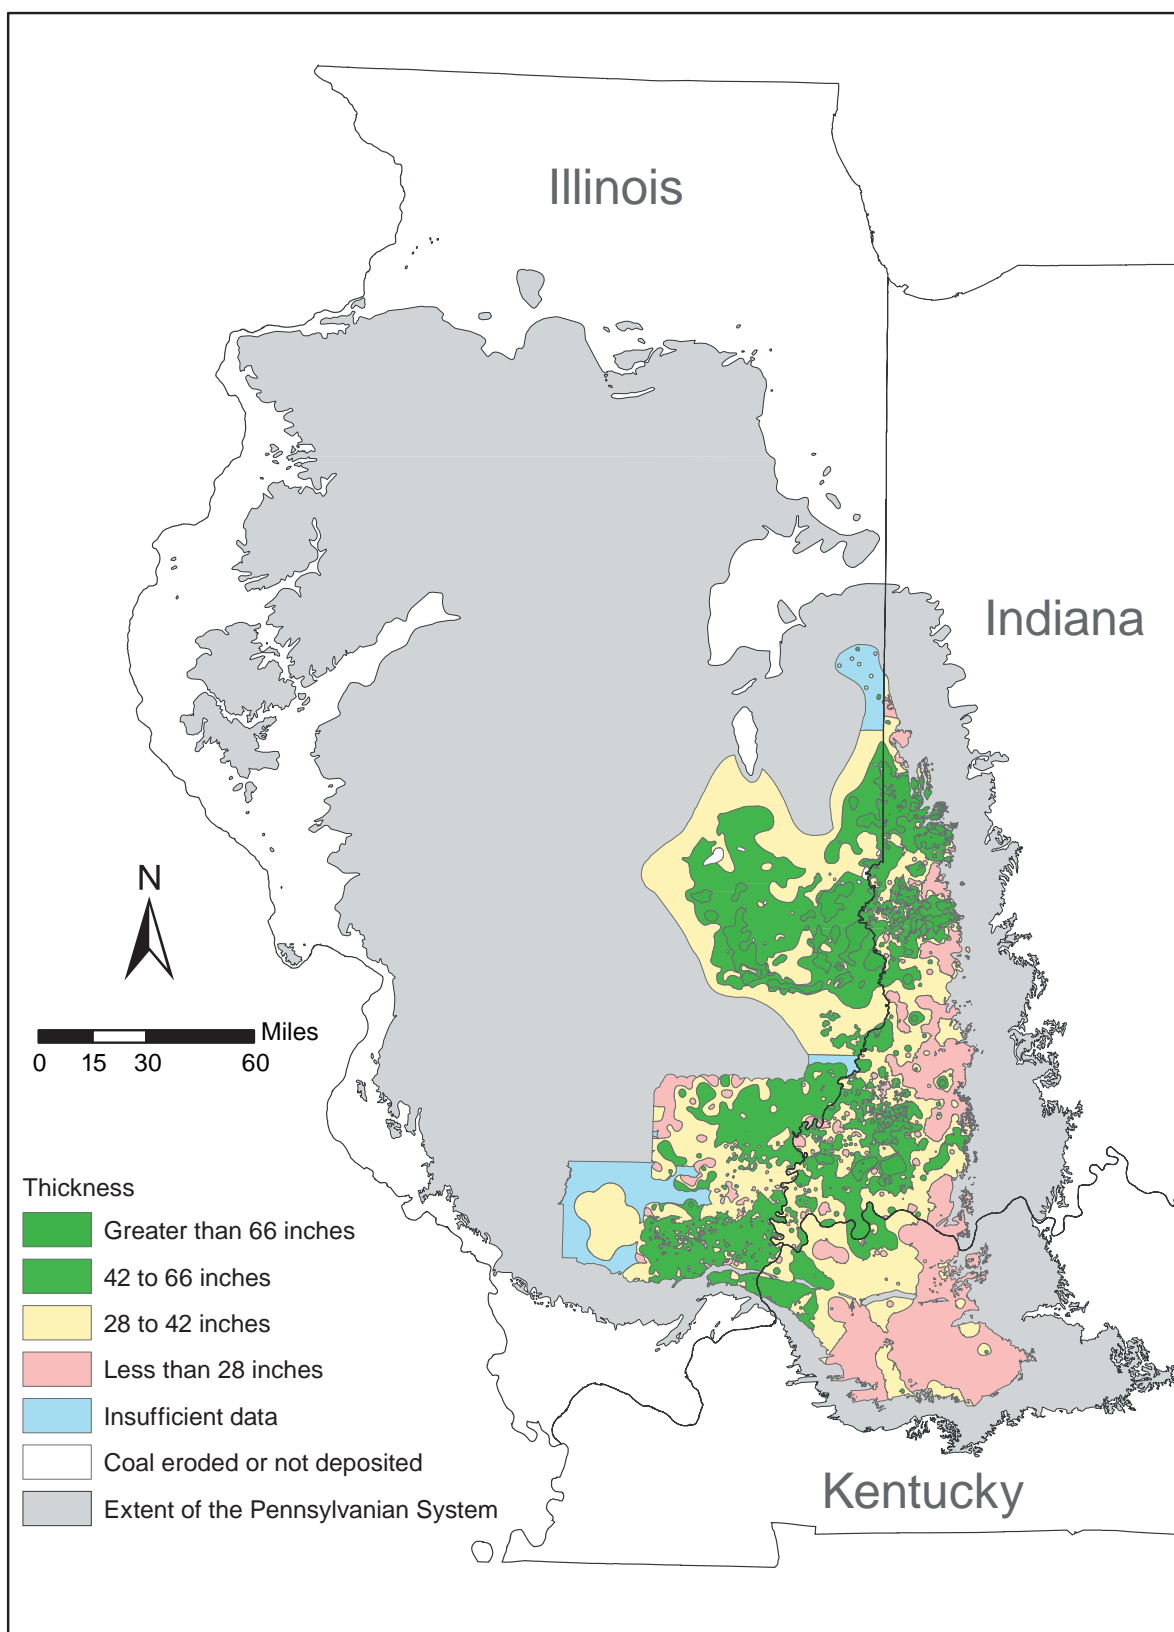 Illinois
Indiana
N
Miles
0 15 30 60
Thickness
Greater than 66 inches
42 to 66 inches
28 to 42 inches
Less than 28 inches
Insufficient data
Coal eroded or not deposited
Extent of the Pennsylvanian System
Kentucky